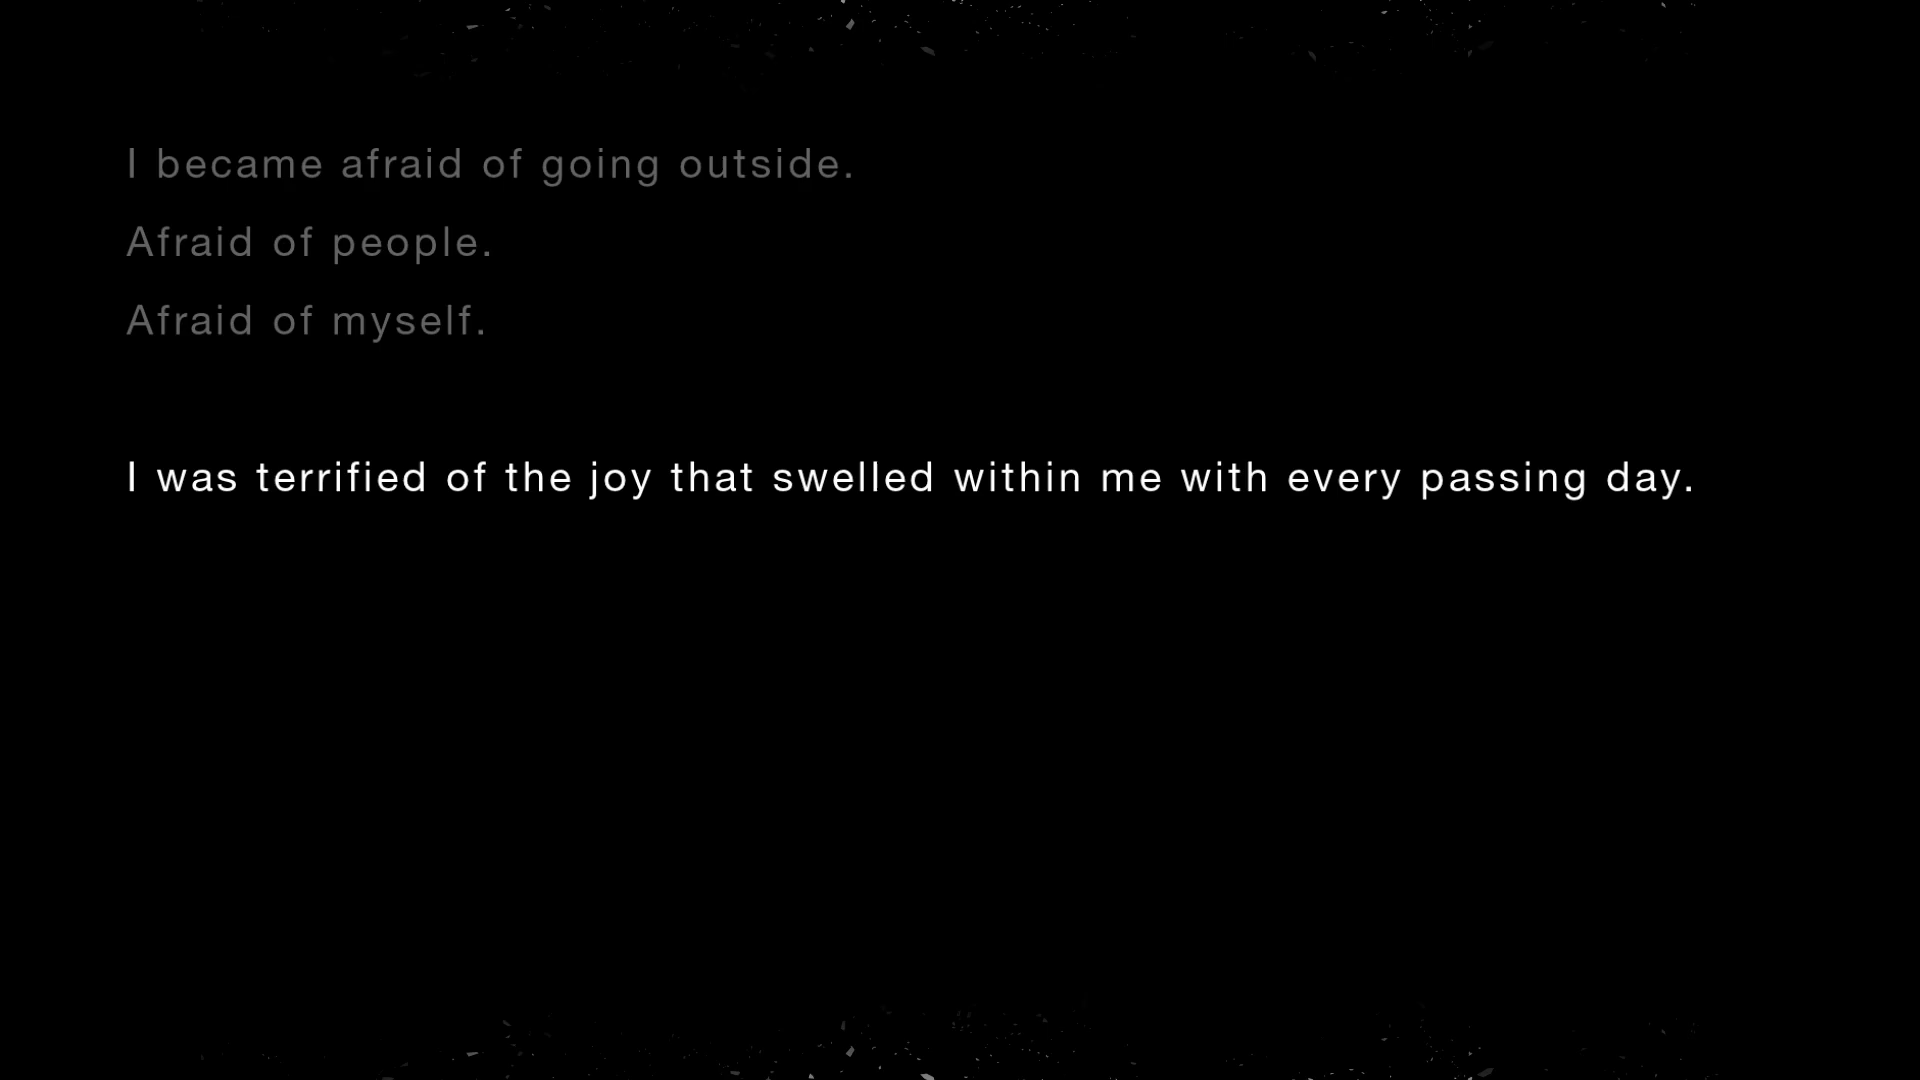 I became afraid of going outside.
Afraid of people.
Afraid of myself.
I was terrified of the joy that swelled within me with every passing day.